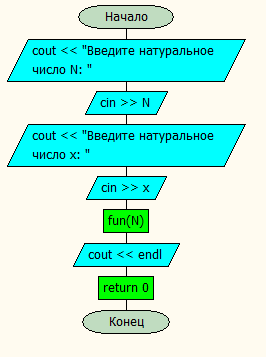 Начало
cout << "Введите натуральное
число N: "
cin >> N
cout << "Введите натуральное
число x: "
cin >> x
fun(N)
cout << endl
return 0
Конец